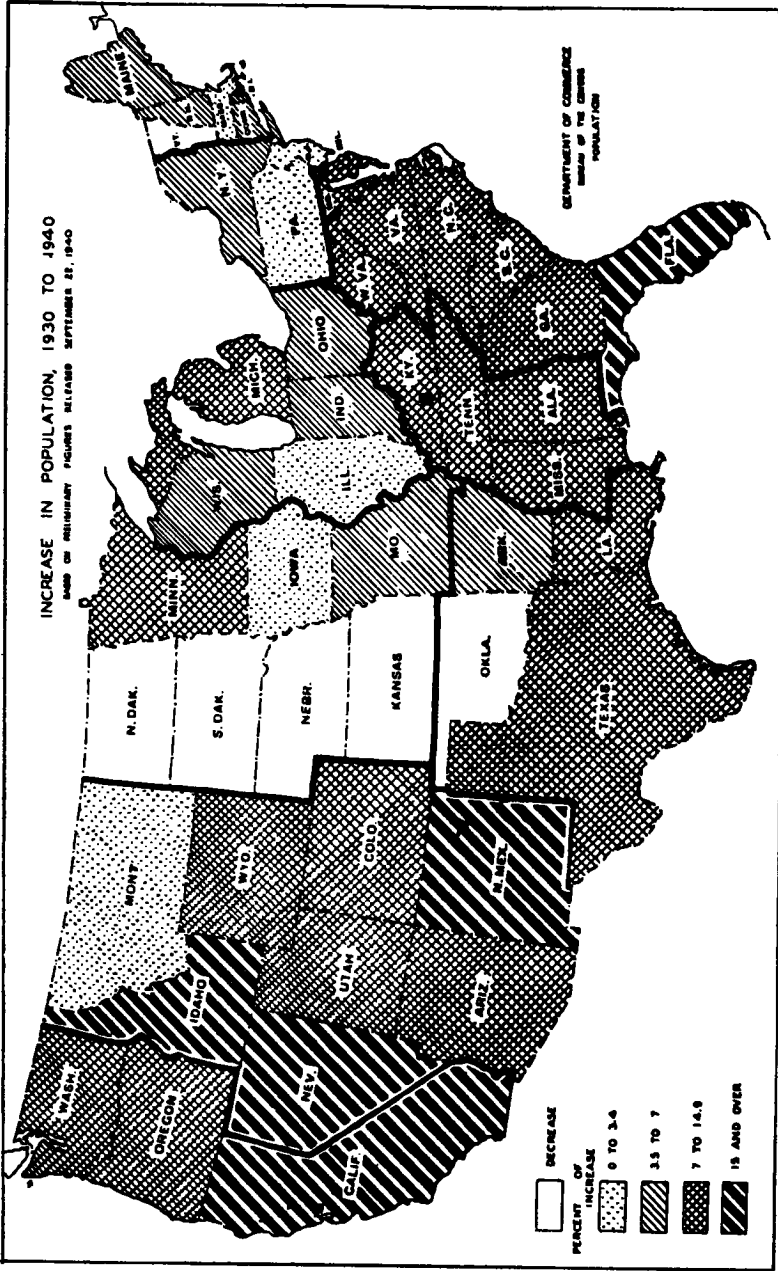 INCREASE IN POPULATION, 1930 TO 1940
BASED ON PRELIMINARY FIGURES RELEASED SEPTEMBER 22, 1940
WASH.
OREGON
CALIF.
IDAHO
NEV.
MONT
WYO.
UTAH
COLO.
ARIZ.
N.MEX.
N.DAK.
S.DAK.
NEBR.
KANSAS
OKLA.
TEXAS
MINN.
IOWA
MO.
ARK.
LA.
WIS.
ILL.
MICH.
IND.
OHIO
KY.
TENN.
MISS.
ALA.
GA.
FLA.
S.C.
N.C.
VA.
W.VA.
PA.
N.Y.
VT.
MAINE
DECREASE
PERCENT OF
INCREASE
0 TO 3.4
3.5 TO 7
7 TO 14.9
15 AND OVER
DEPARTMENT OF COMMERCE
BUREAU OF THE CENSUS
POPULATION